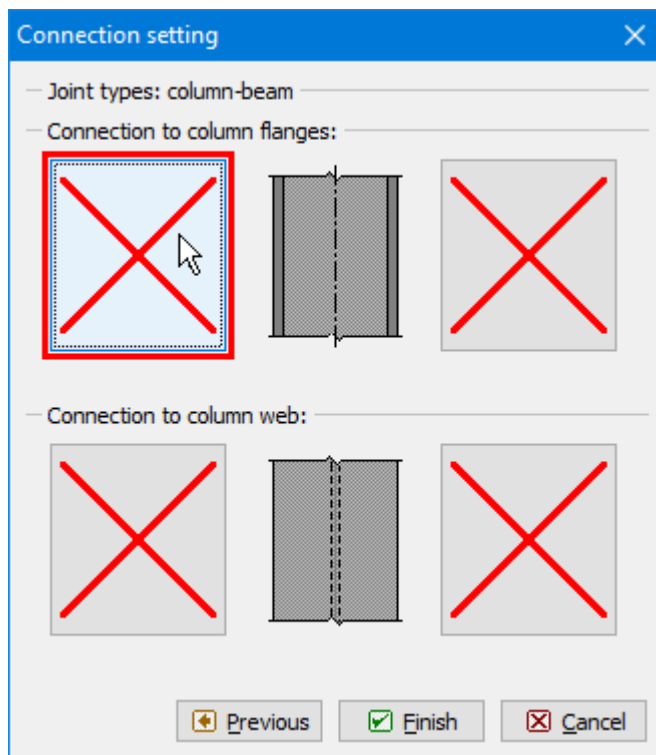 Connection setting
Joint types: column-beam
Connection to column flanges:
Connection to column web:
Previous
Finish
Cancel